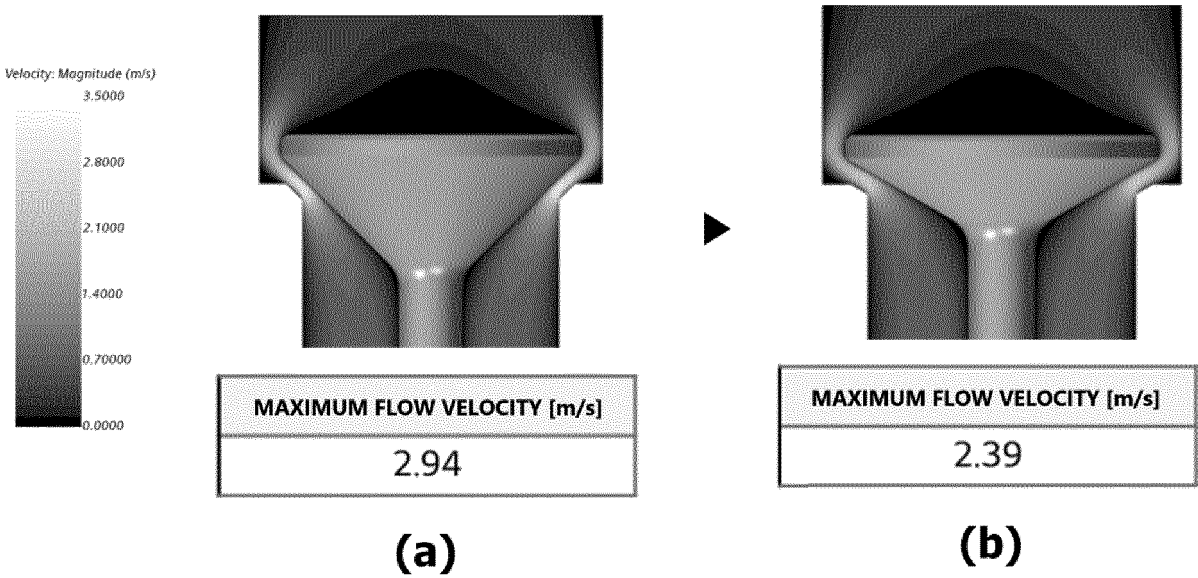 Velocity: Magnitude (m/s)
3.5000
2.8000
2.1000
1.4000
0.70000
0.0000
MAXIMUM FLOW VELOCITY [m/s]
2.94
(a)
MAXIMUM FLOW VELOCITY [m/s]
2.39
(b)